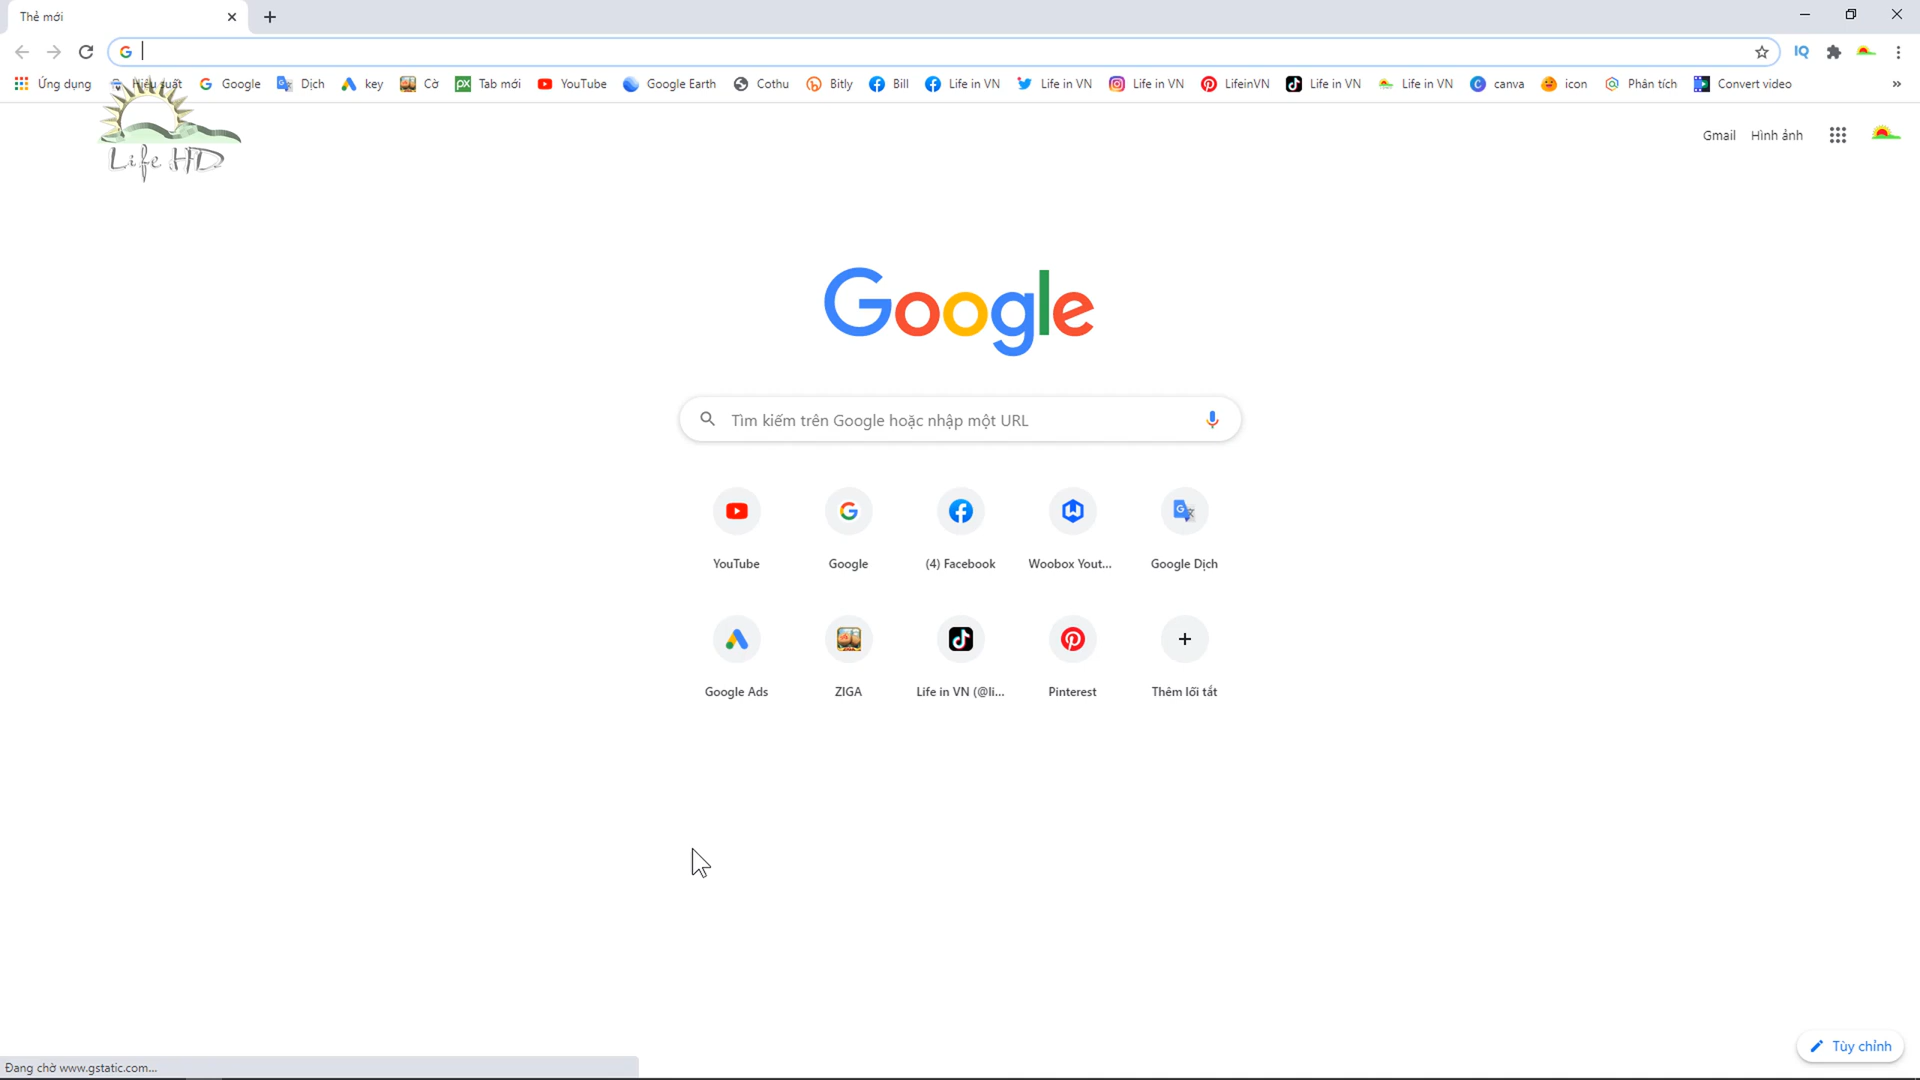 Thẻ mới
Ứng dụng Hiệu suất Google Dịch key Cờ Tab mới YouTube Google Earth Cothu Bitly Bill Life in VN Life in VN Life in VN LifeinVN Life in VN Life in VN canva icon Phân tích Convert video »
Life HD
Gmail Hình ảnh
Google
Tìm kiếm trên Google hoặc nhập một URL
YouTube Google (4) Facebook Woobox Yout... Google Dịch
Google Ads ZIGA Life in VN (@li... Pinterest Thêm lối tắt
Tùy chỉnh
Đang chờ www.gstatic.com...